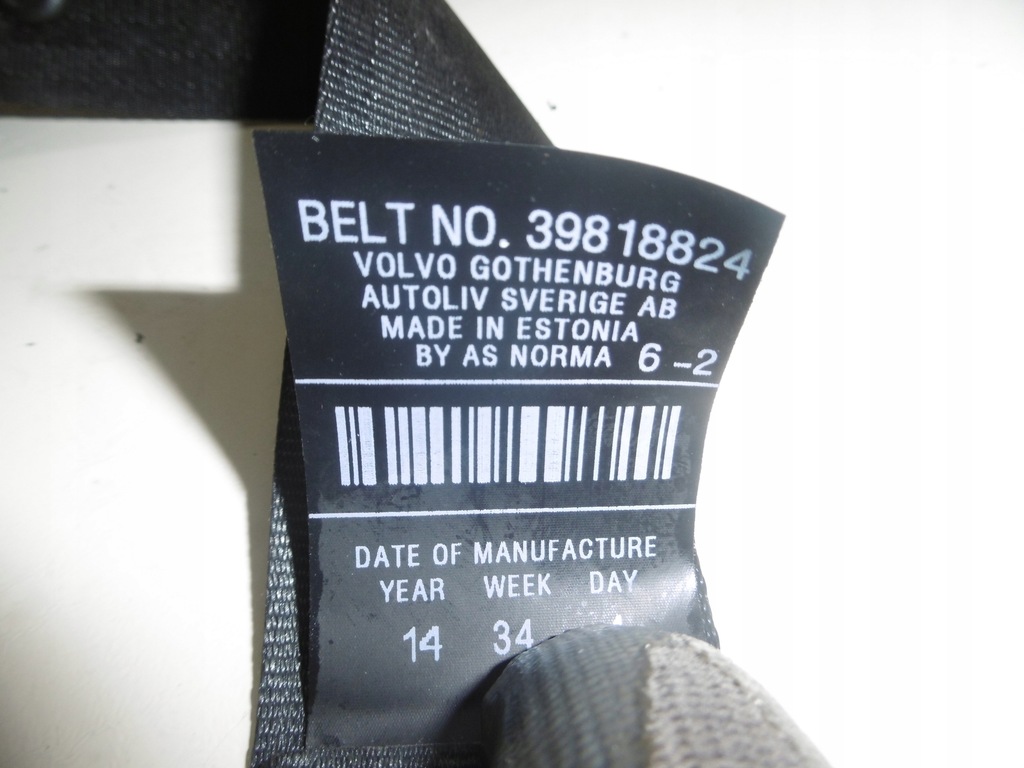 BELT NO. 39818824
VOLVO GOTHENBURG
AUTOLIV SVERIGE AB
MADE IN ESTONIA
BY AS NORMA 6-2
DATE OF MANUFACTURE
YEAR WEEK DAY
14 34